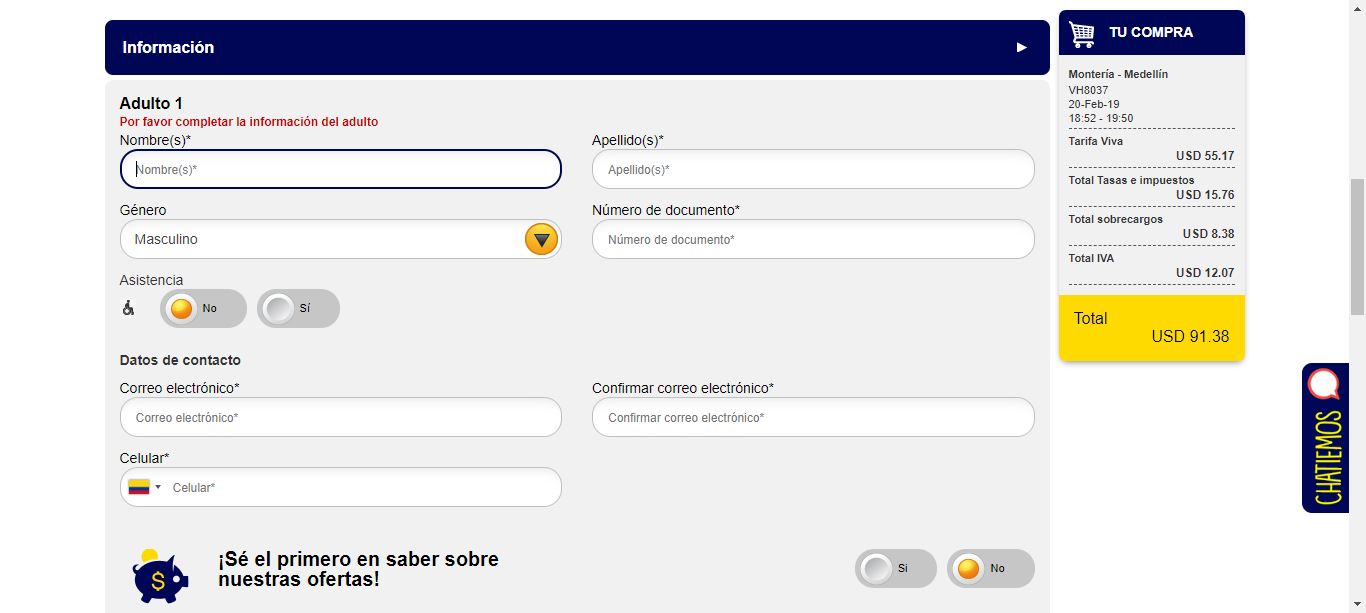 Información
Adulto 1
Por favor completar la información del adulto
Nombre(s)*
Apellido(s)*
Nombre(s)*
Apellido(s)*
Género
Número de documento*
Masculino
Número de documento*
Asistencia
No
Sí
Datos de contacto
Correo electrónico*
Confirmar correo electrónico*
Correo electrónico*
Confirmar correo electrónico*
Celular*
Celular*
$
¡Sé el primero en saber sobre
nuestras ofertas!
Si
No
TU COMPRA
Montería - Medellín
VH8037
20-Feb-19
18:52 - 19:50
Tarifa Viva
USD 55.17
Total Tasas e impuestos
USD 15.76
Total sobrecargos
USD 8.38
Total IVA
USD 12.07
Total
USD 91.38
CHATIEMOS